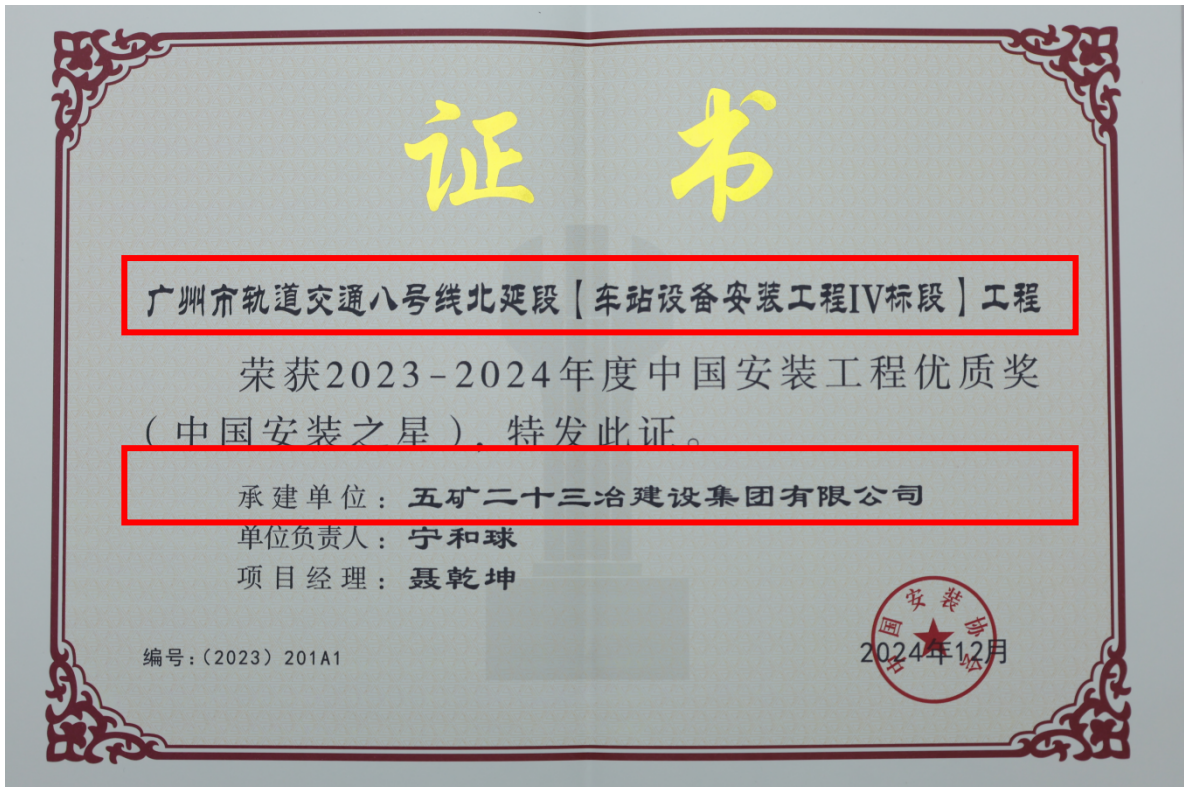 证书
广州市轨道交通八号线北延段【车站设备安装工程IV标段】工程
荣获2023-2024年度中国安装工程优质奖
（中国安装之星），特发此证。
承建单位：五矿二十三冶建设集团有限公司
单位负责人：宁和球
项目经理：聂乾坤
中国安装协会
编号：（2023）201A1
2024年12月